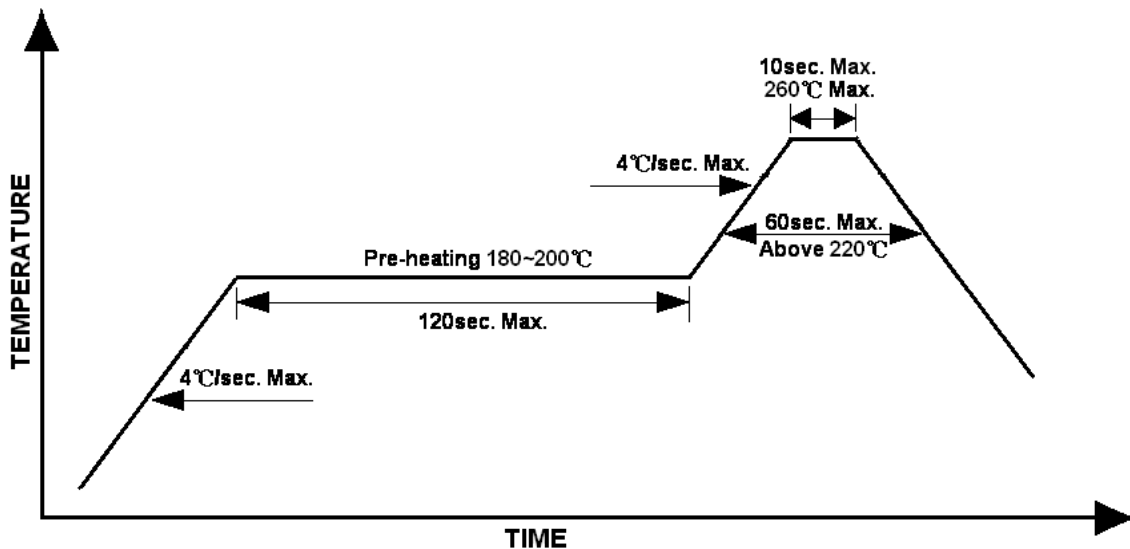 10sec. Max.
260℃ Max.
4℃/sec. Max.
60sec. Max.
Above 220℃
Pre-heating 180~200℃
120sec. Max.
4℃/sec. Max.
TEMPERATURE
TIME